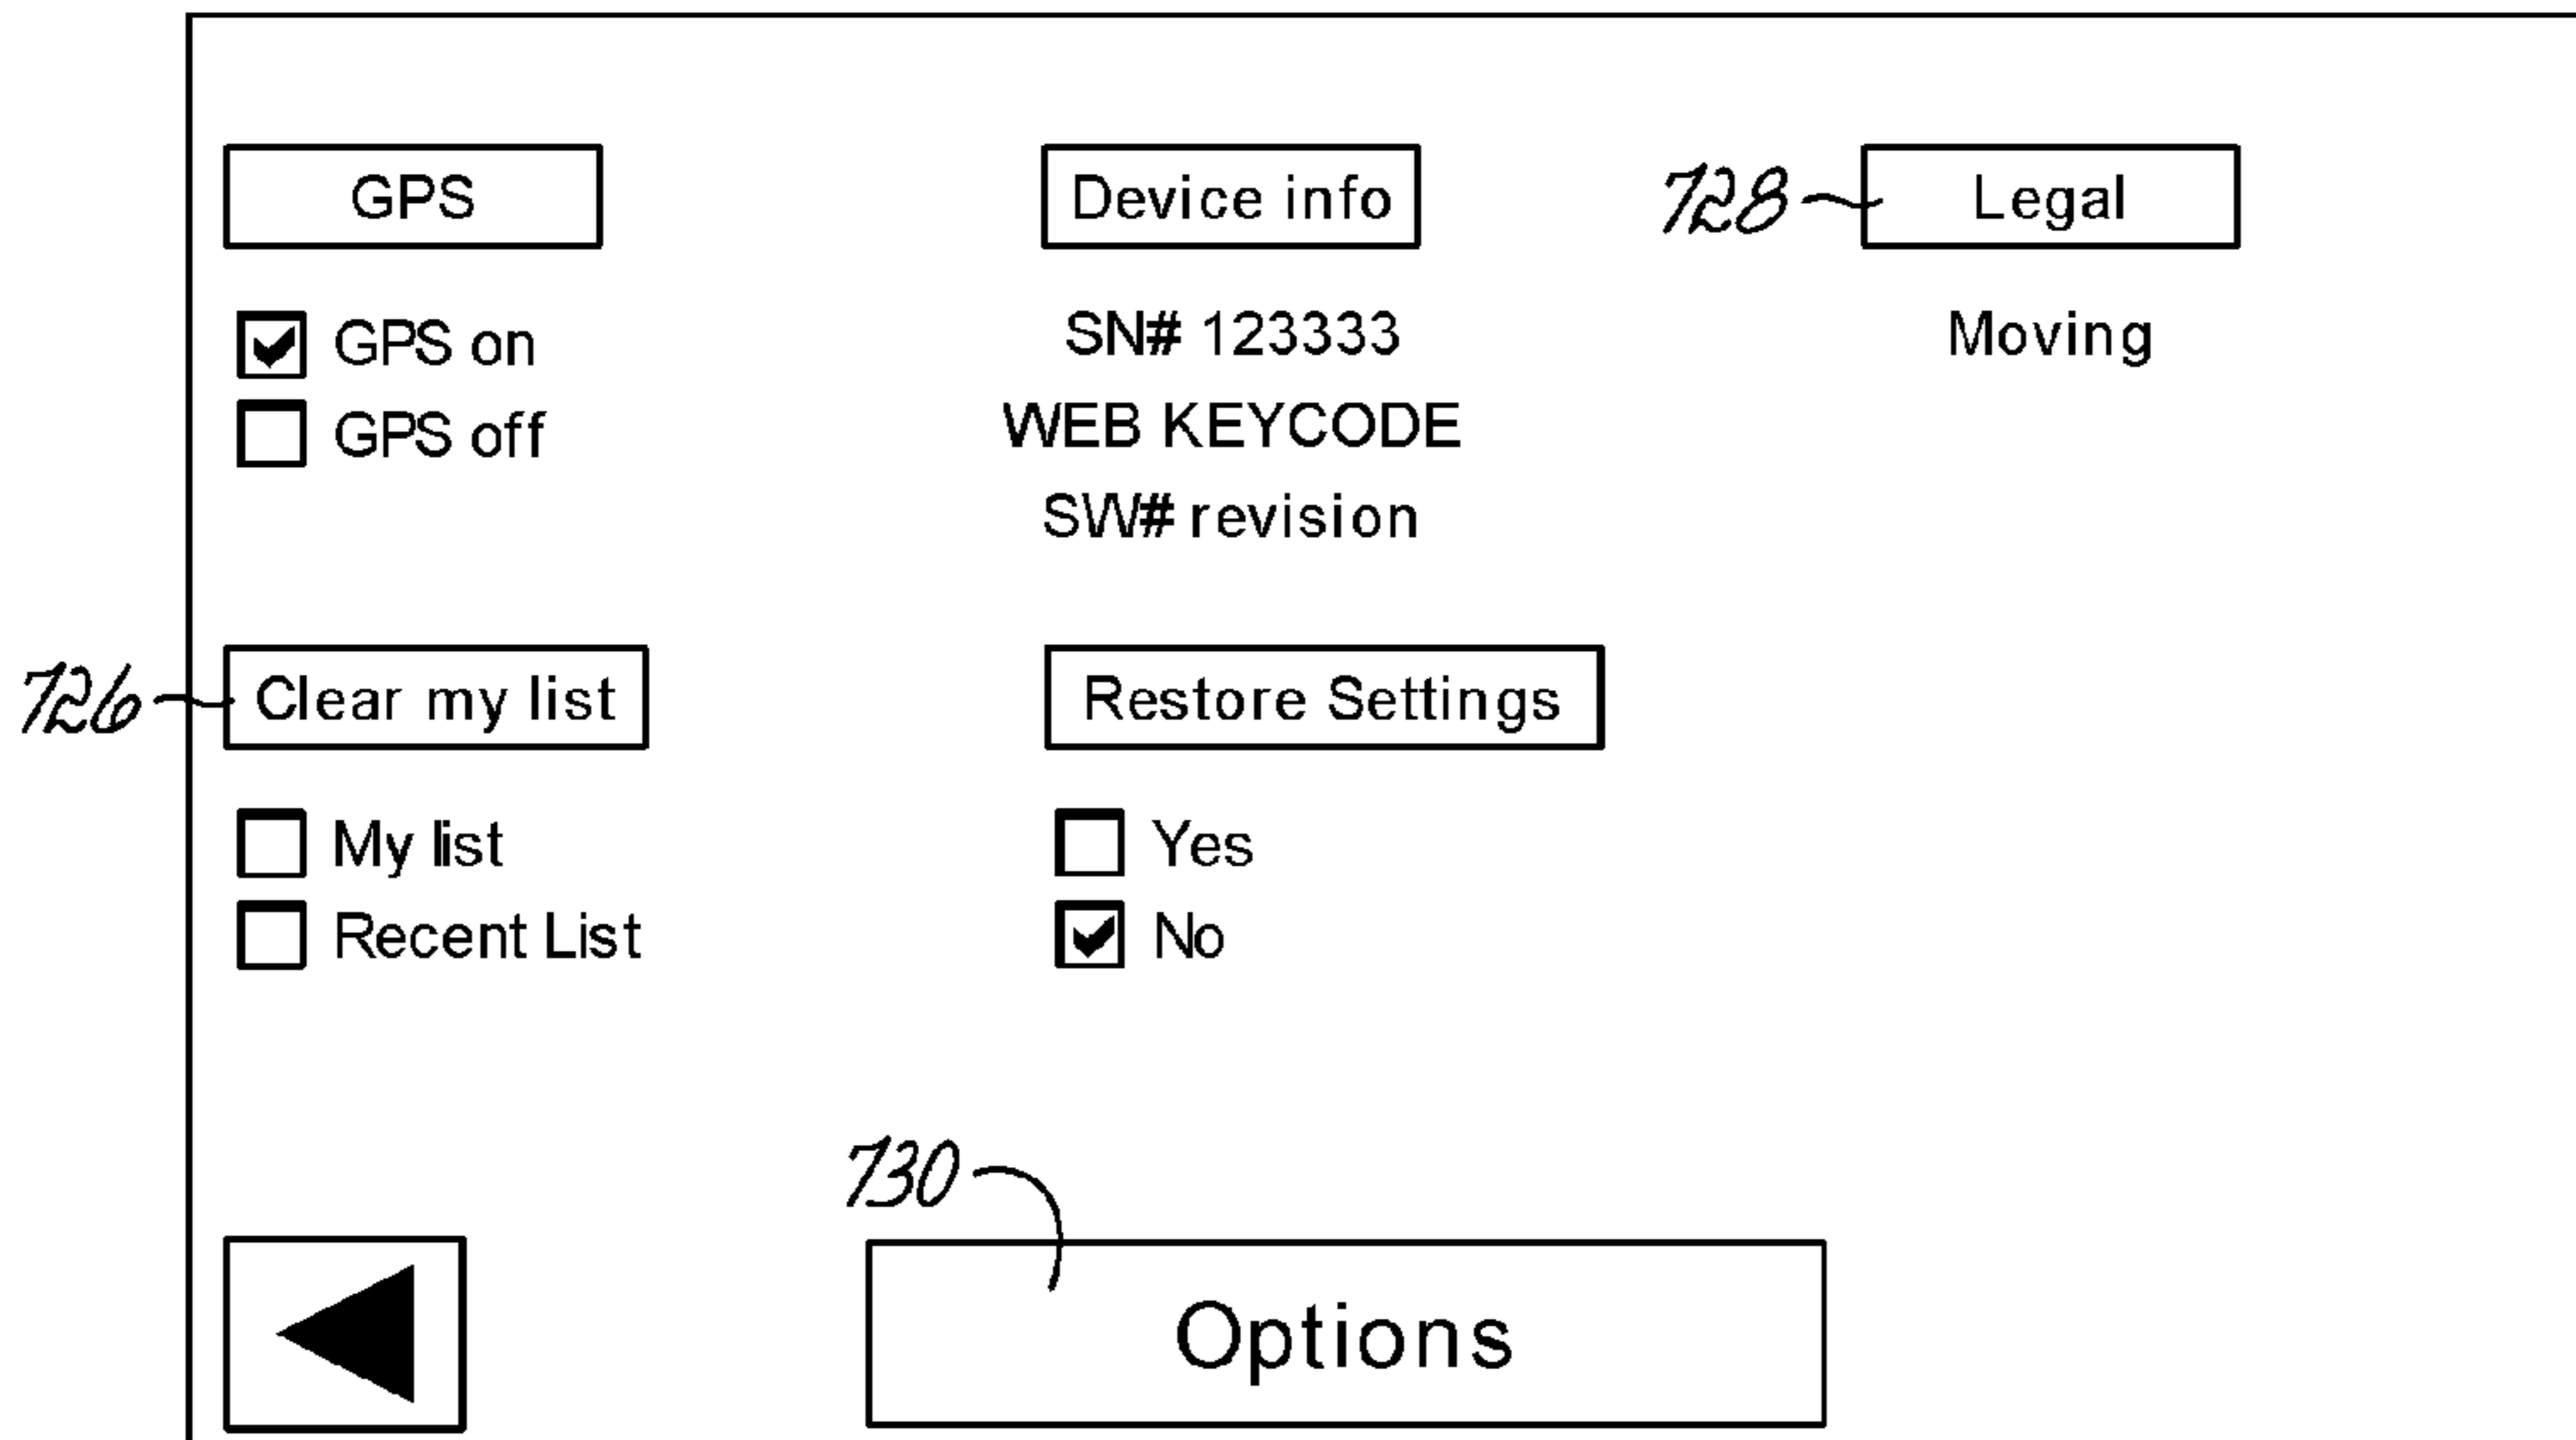 GPS
GPS on
GPS off
Device info
SN# 123333
WEB KEYCODE
SW# revision
728
Legal
Moving
726
Clear my list
My list
Recent List
Restore Settings
Yes
No
730
Options